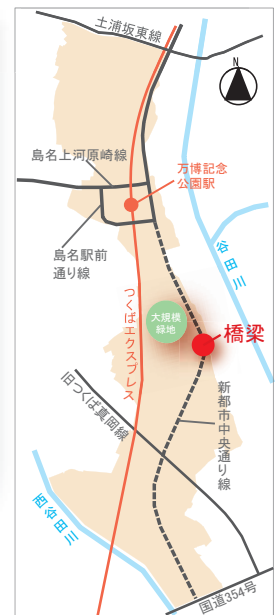 土浦坂東線
N
島名上河原崎線
万博記念
公園駅
島名駅前
通り線
谷田川
つくばエクスプレス
大規模
緑地
橋梁
旧つくば真岡線
新都市中央通り線
西谷田川
国道354号